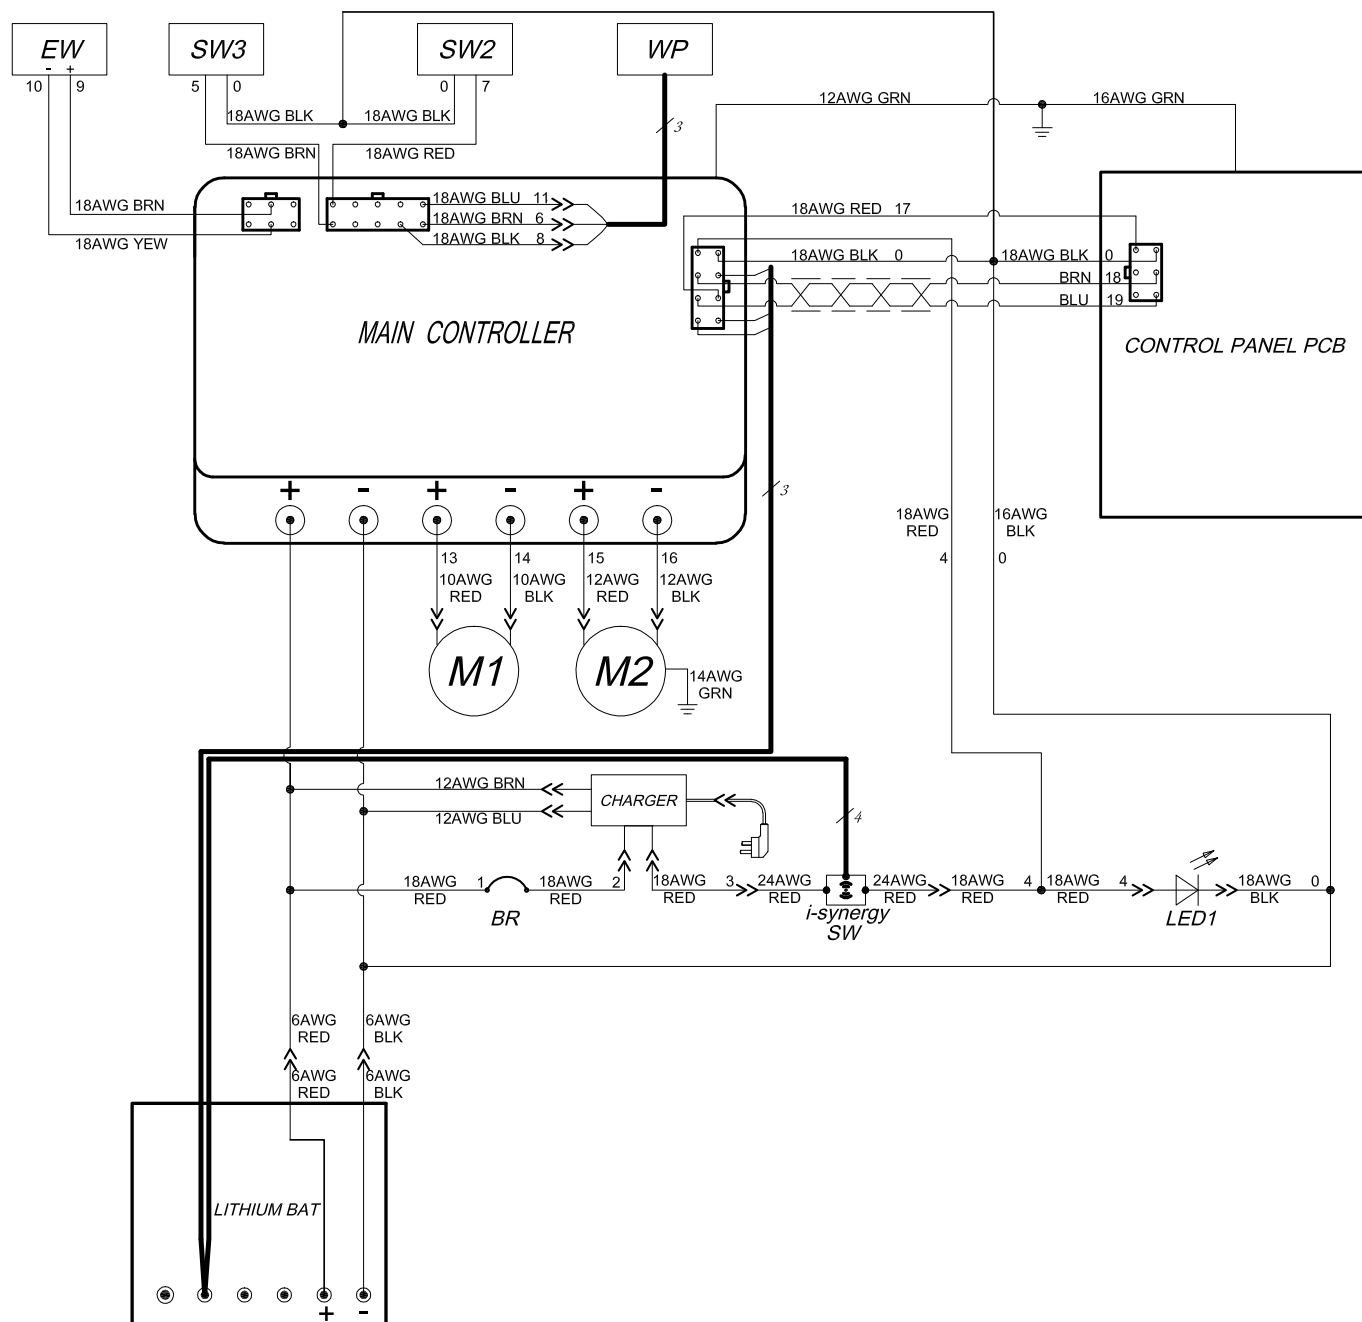 EW
SW3
SW2
WP
- +
10 9
5 0
0 7
12AWG GRN
16AWG GRN
18AWG BLK
18AWG BLK
3
18AWG BRN
18AWG RED
18AWG BRN
18AWG BLU 11
18AWG BRN 6
18AWG BLK 8
18AWG YEW
18AWG RED 17
18AWG BLK 0
18AWG BLK 0
BRN 18
BLU 19
MAIN CONTROLLER
CONTROL PANEL PCB
+ - + - + -
3
18AWG
RED
4
16AWG
BLK
0
13
10AWG
RED
14
10AWG
BLK
15
12AWG
RED
16
12AWG
BLK
M1
M2
14AWG
GRN
12AWG BRN
12AWG BLU
CHARGER
4
18AWG
RED
1
BR
18AWG
RED
2
18AWG
RED
3
24AWG
RED
i-synergy
SW
24AWG
RED
18AWG
RED
4
18AWG
RED
4
LED1
18AWG
BLK
0
6AWG
RED
6AWG
BLK
6AWG
RED
6AWG
BLK
LITHIUM BAT
+ -